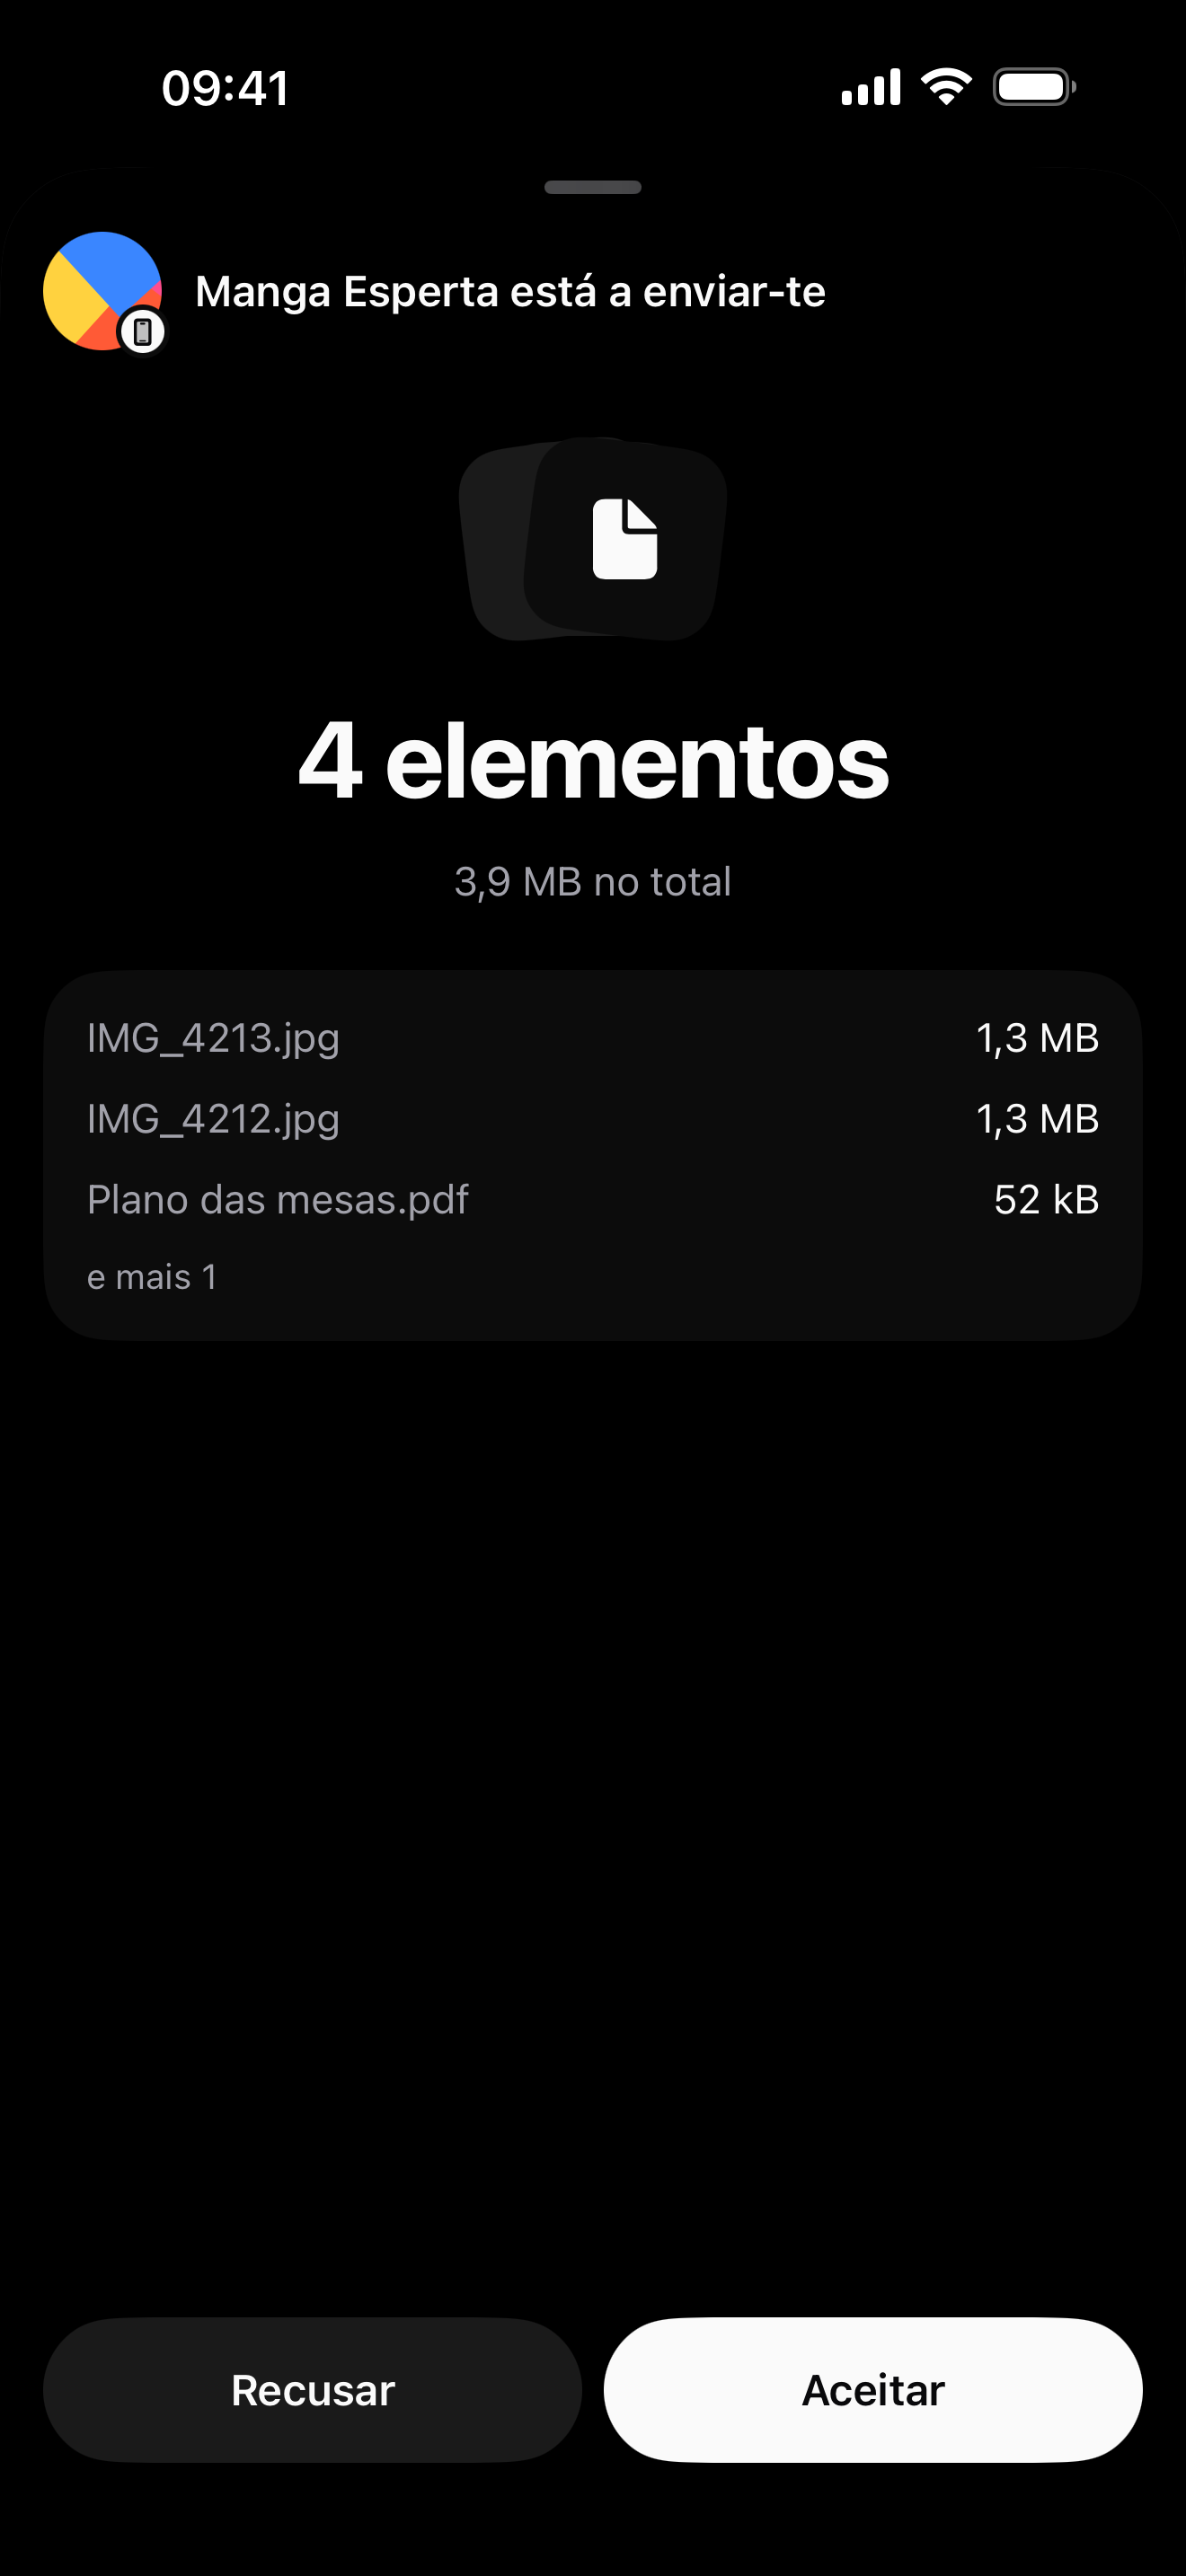 09:41
Manga Esperta está a enviar-te
4 elementos
3,9 MB no total
IMG_4213.jpg 1,3 MB
IMG_4212.jpg 1,3 MB
Plano das mesas.pdf 52 kB
e mais 1
Recusar Aceitar